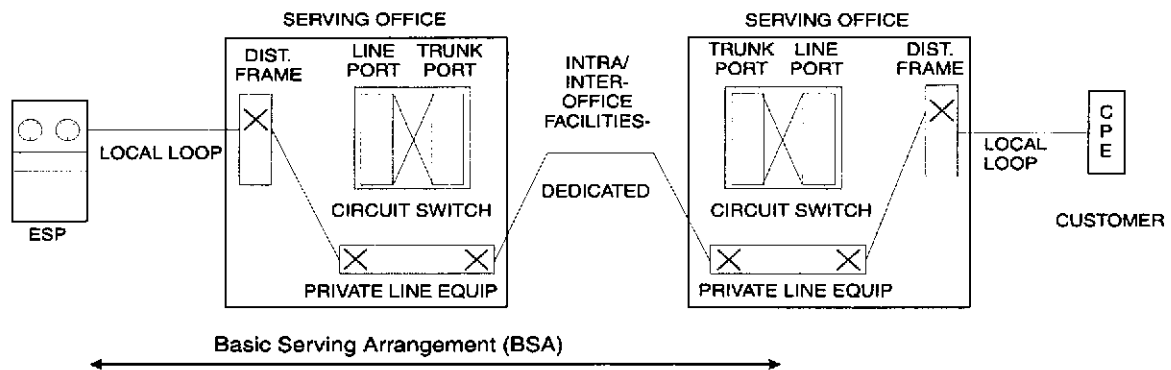 SERVING OFFICE
SERVING OFFICE
DIST.
FRAME
LINE
PORT
TRUNK
PORT
INTRA/
INTER-
OFFICE
FACILITIES-
TRUNK
PORT
LINE
PORT
DIST.
FRAME
LOCAL LOOP
DEDICATED
LOCAL
LOOP
C
P
E
ESP
CIRCUIT SWITCH
CIRCUIT SWITCH
CUSTOMER
PRIVATE LINE EQUIP
PRIVATE LINE EQUIP
Basic Serving Arrangement (BSA)